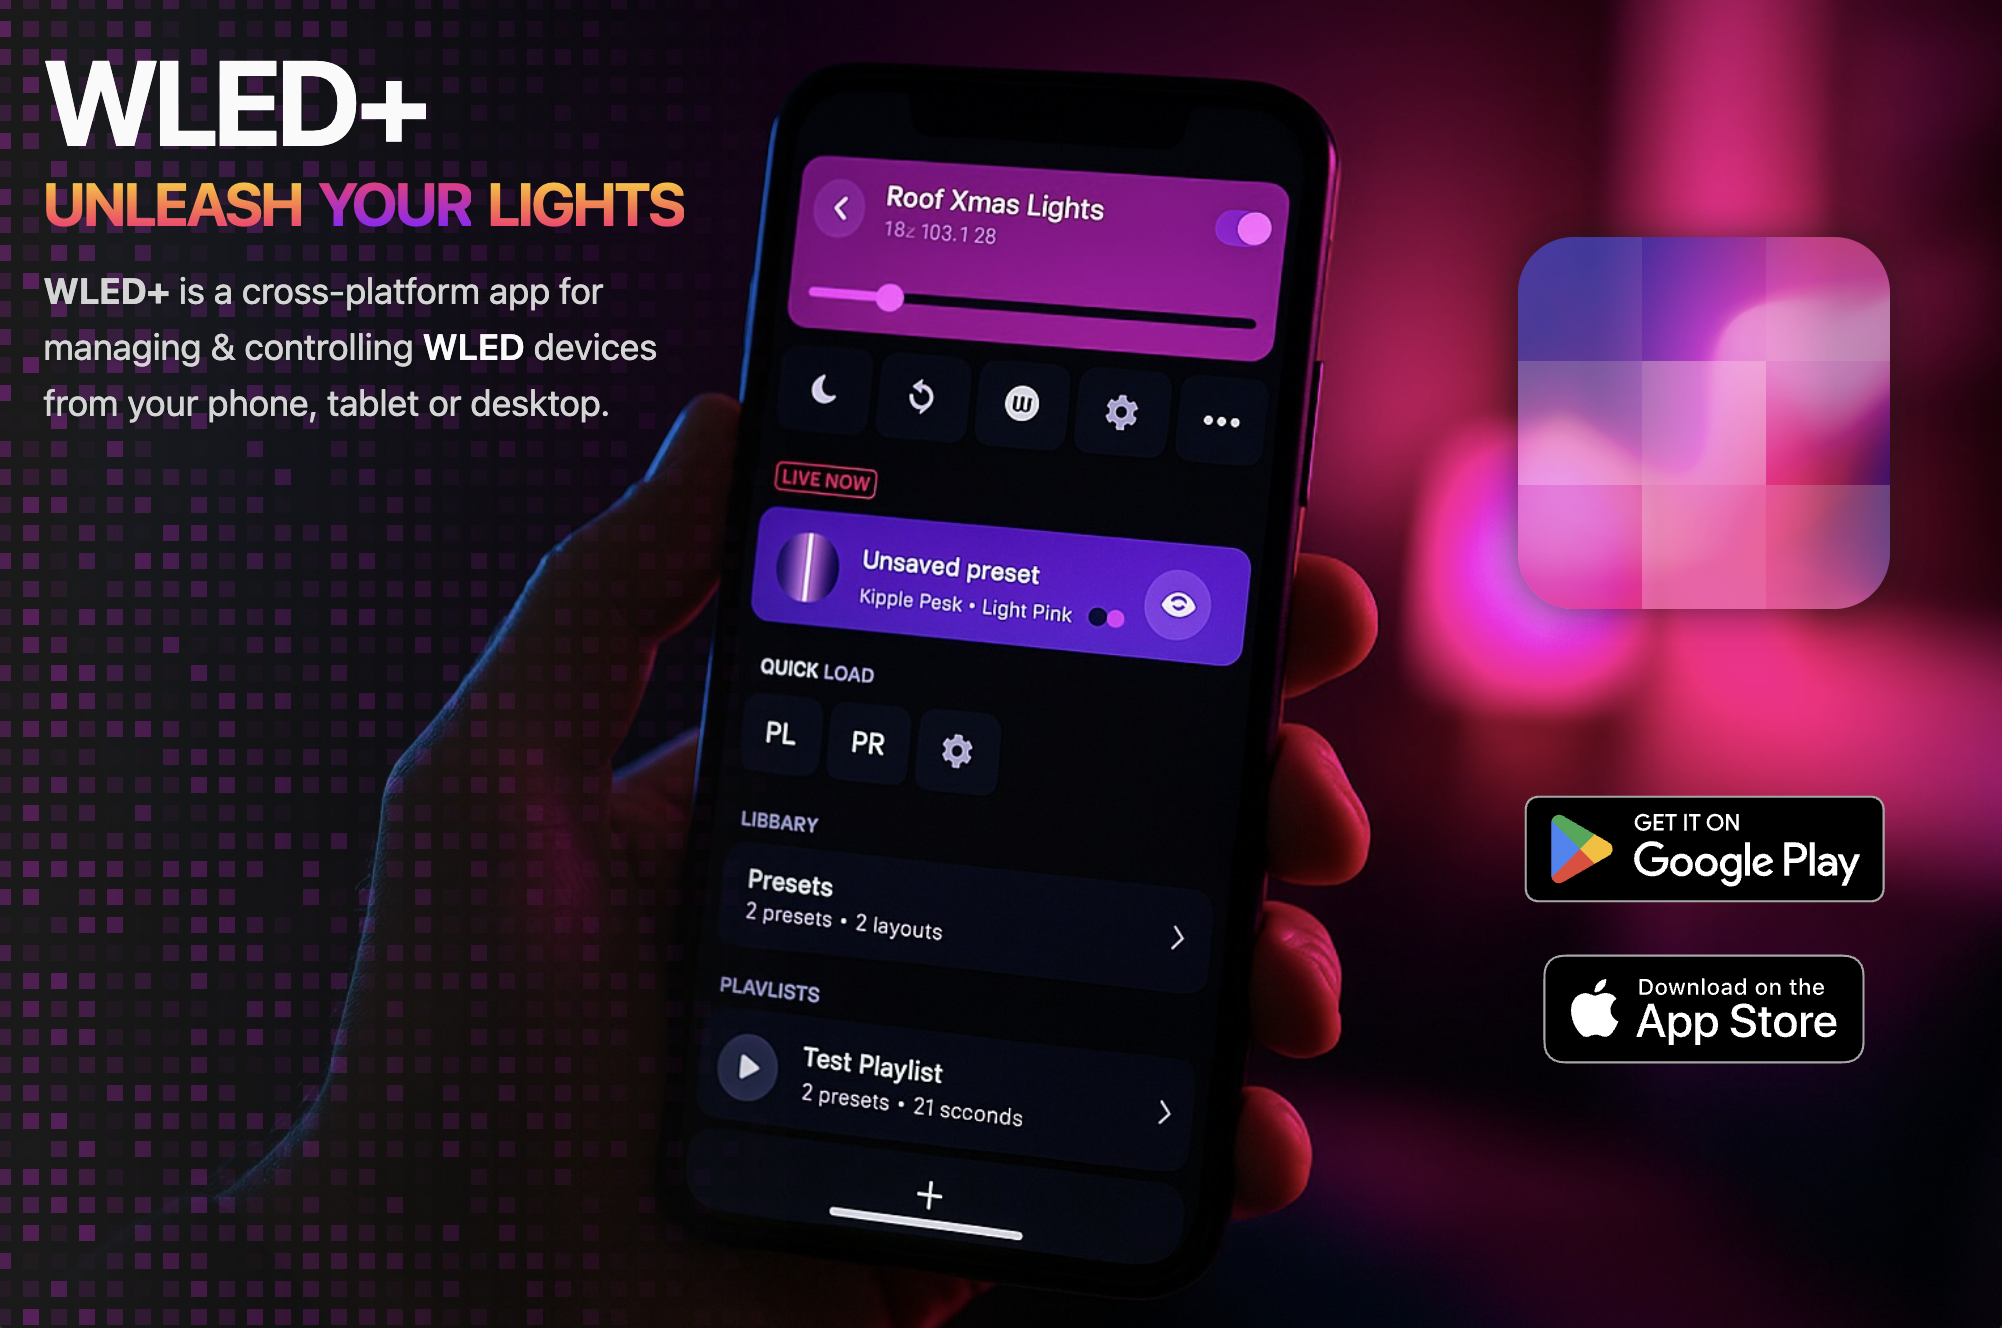 WLED+
UNLEASH YOUR LIGHTS
WLED+ is a cross-platform app for
managing & controlling WLED devices
from your phone, tablet or desktop.
Roof Xmas Lights
18z 103.1 28
LIVE NOW
Unsaved preset
Kipple Pesk • Light Pink
QUICK LOAD
PL PR
LIBBARY
Presets
2 presets • 2 layouts
PLAVLISTS
Test Playlist
2 presets • 21 scconds
+
GET IT ON
Google Play
Download on the
App Store